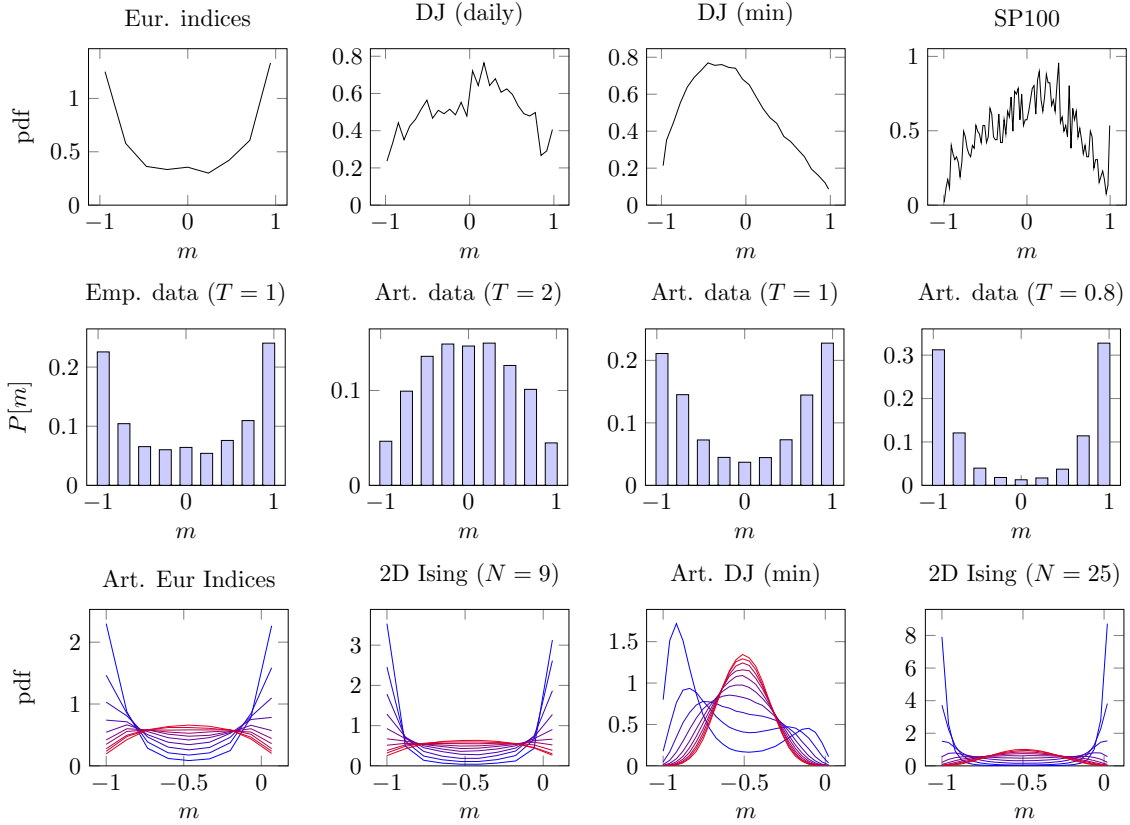 Eur. indices
DJ (daily)
DJ (min)
SP100
pdf
0
0.5
1
−1
0
1
m
0
0.2
0.4
0.6
0.8
−1
0
1
m
0
0.2
0.4
0.6
0.8
−1
0
1
m
0
0.5
1
−1
0
1
m
Emp. data (T = 1)
Art. data (T = 2)
Art. data (T = 1)
Art. data (T = 0.8)
P[m]
0
0.1
0.2
−1
0
1
m
0
0.1
−1
0
1
m
0
0.1
0.2
−1
0
1
m
0
0.1
0.2
0.3
−1
0
1
m
Art. Eur Indices
2D Ising (N = 9)
Art. DJ (min)
2D Ising (N = 25)
pdf
0
1
2
−1
−0.5
0
m
0
1
2
3
−1
−0.5
0
m
0
0.5
1
1.5
−1
−0.5
0
m
0
2
4
6
8
−1
−0.5
0
m